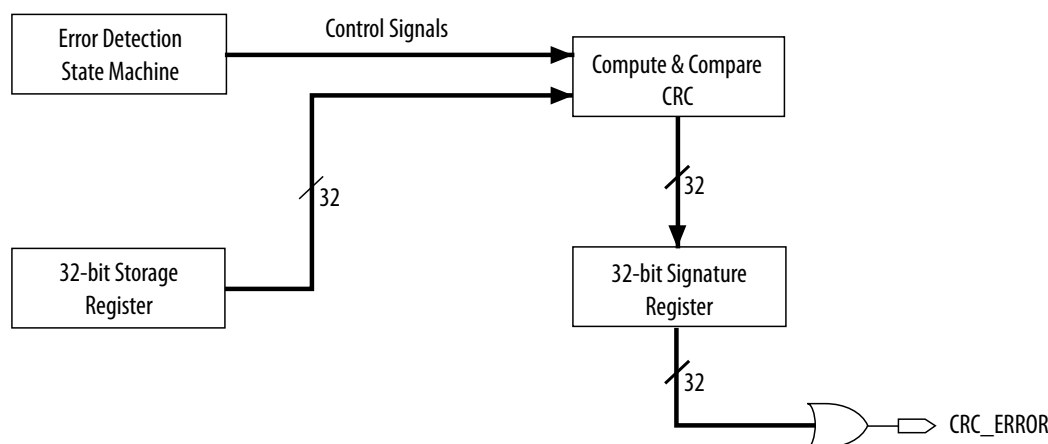 Control Signals
Error Detection
State Machine
Compute & Compare
CRC
32
32
32-bit Storage
Register
32-bit Signature
Register
32
CRC_ERROR